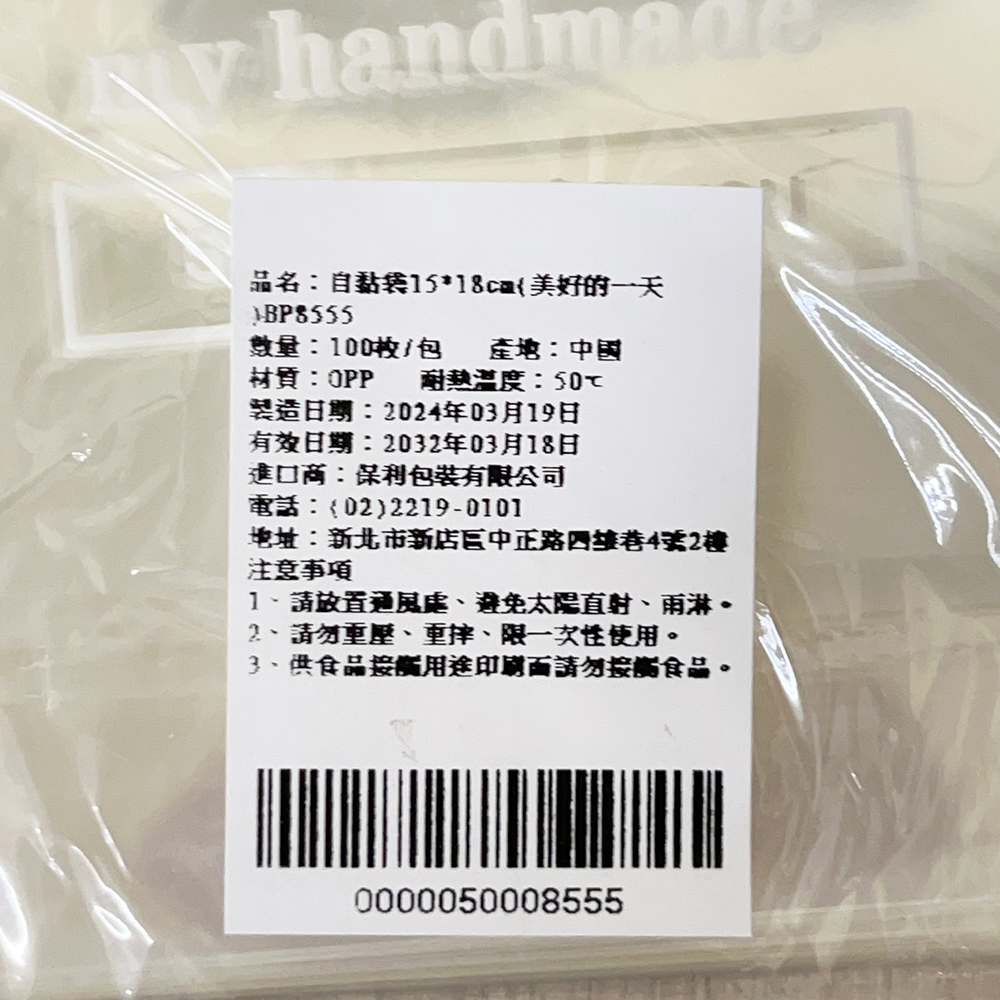 my handmade
品名：自黏袋15*18cm(美好的一天
)BP8555
數量：100枚/包 產地：中國
材質：OPP 耐熱溫度：50℃
製造日期：2024年03月19日
有效日期：2032年03月18日
進口商：保利包裝有限公司
電話：(02)2219-0101
地址：新北市新店區中正路四維巷4號2樓
注意事項
1、請放置通風處、避免太陽直射、雨淋。
2、請勿重壓、重摔、限一次性使用。
3、供食品接觸用途印刷面請勿接觸食品。
0000050008555